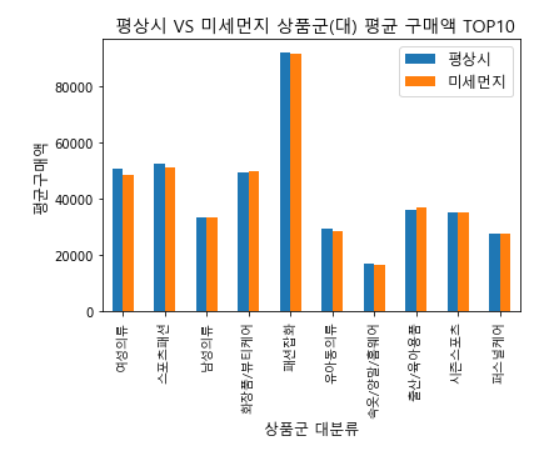 평상시 VS 미세먼지 상품군(대) 평균 구매액 TOP10
평상시
미세먼지
평균구매액
80000
60000
40000
20000
0
여성의류
스포츠패션
남성의류
화장품/뷰티케어
패션잡화
유아동의류
속옷/양말/홈웨어
출산/육아용품
시즌스포츠
퍼스널케어
상품군 대분류